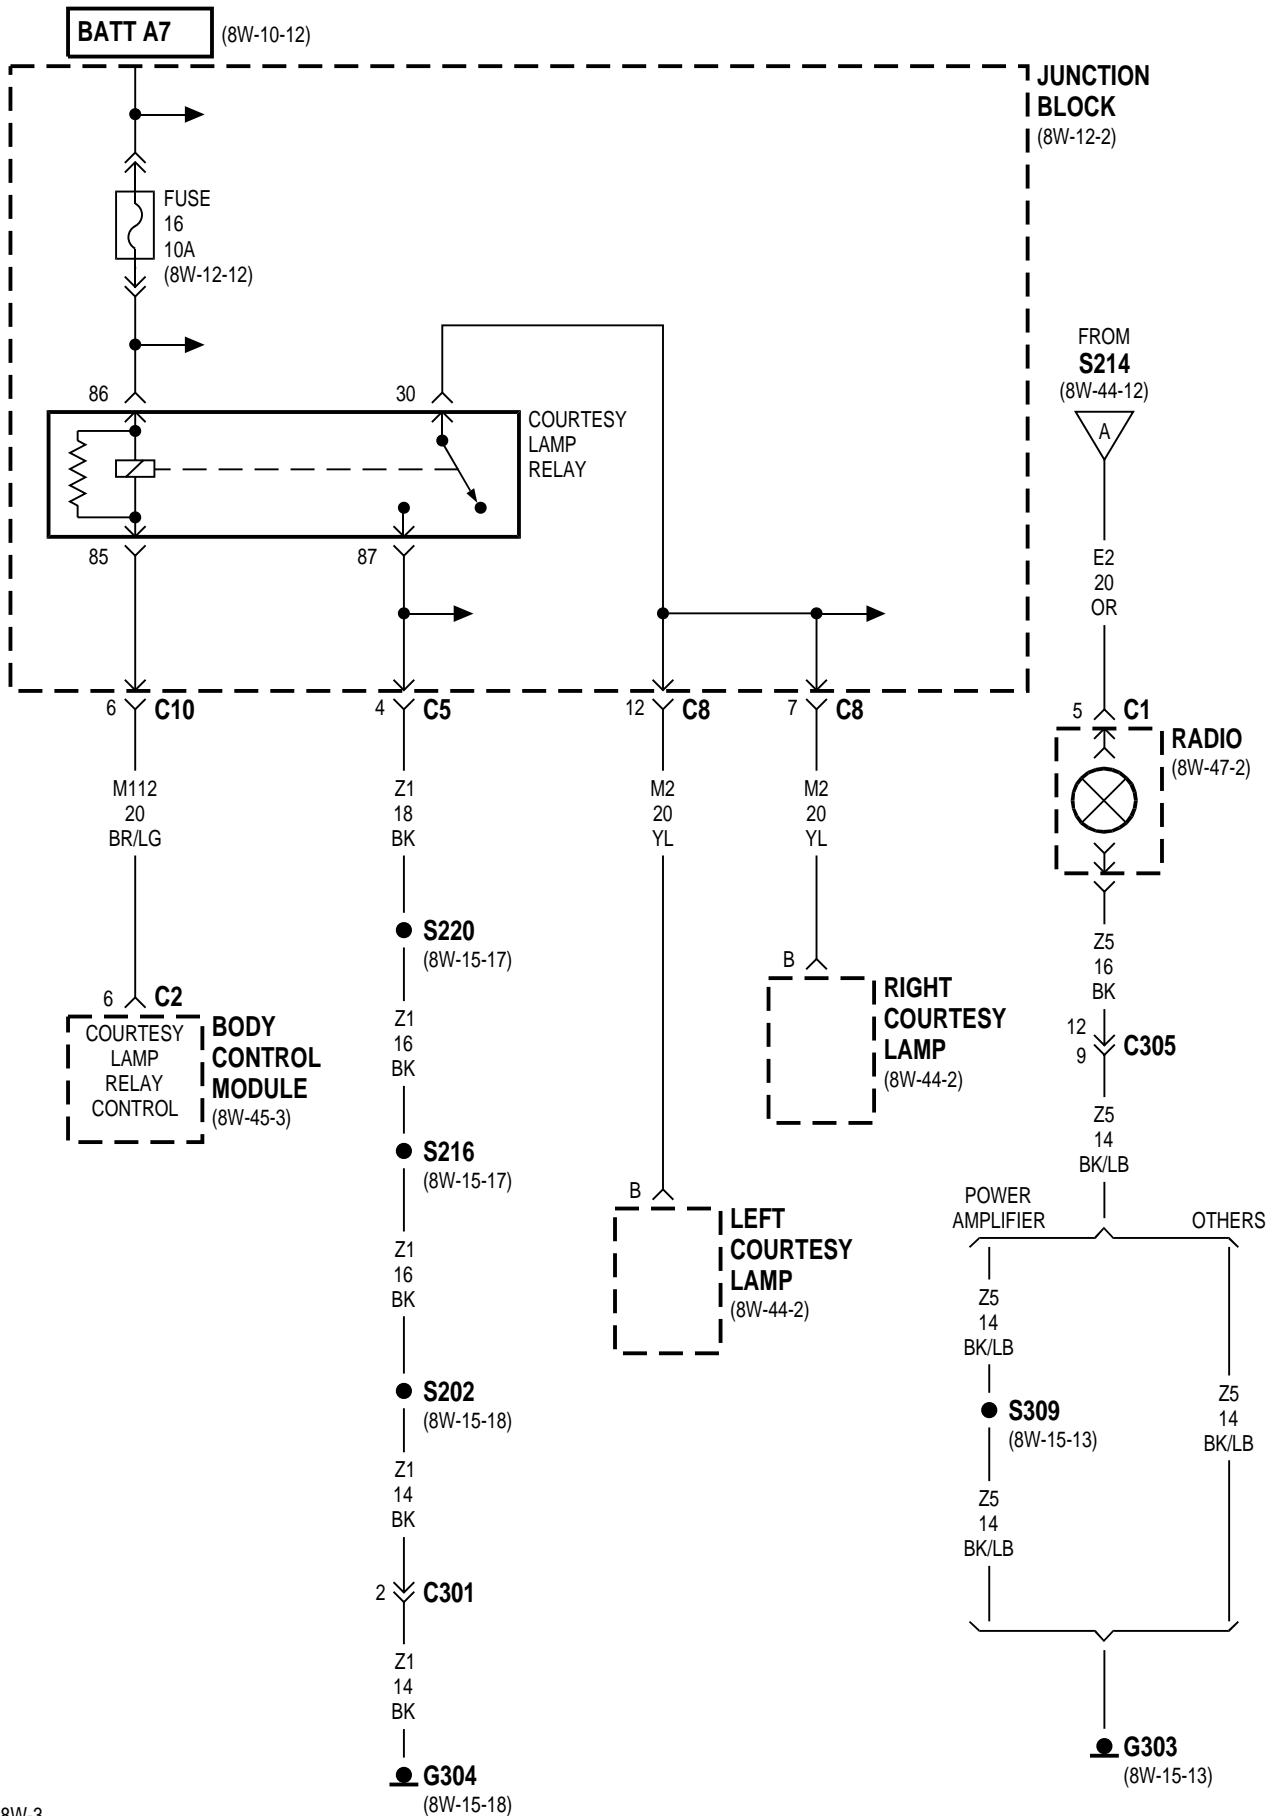 BATT A7 (8W-10-12)
JUNCTION
BLOCK
(8W-12-2)
FUSE
16
10A
(8W-12-12)
FROM
S214
(8W-44-12)
A
86
30
COURTESY
LAMP
RELAY
85
87
E2
20
OR
6 C10
4 C5
12 C8
7 C8
5 C1
RADIO
(8W-47-2)
M112
20
BR/LG
Z1
18
BK
M2
20
YL
M2
20
YL
S220
(8W-15-17)
Z5
16
BK
B
RIGHT
COURTESY
LAMP
(8W-44-2)
6 C2
COURTESY
LAMP
RELAY
CONTROL
BODY
CONTROL
MODULE
(8W-45-3)
Z1
16
BK
12
9
C305
Z5
14
BK/LB
S216
(8W-15-17)
B
LEFT
COURTESY
LAMP
(8W-44-2)
POWER
AMPLIFIER
OTHERS
Z1
16
BK
Z5
14
BK/LB
S202
(8W-15-18)
S309
(8W-15-13)
Z5
14
BK/LB
Z1
14
BK
Z5
14
BK/LB
2 C301
Z1
14
BK
G303
(8W-15-13)
G304
(8W-15-18)
8W-3